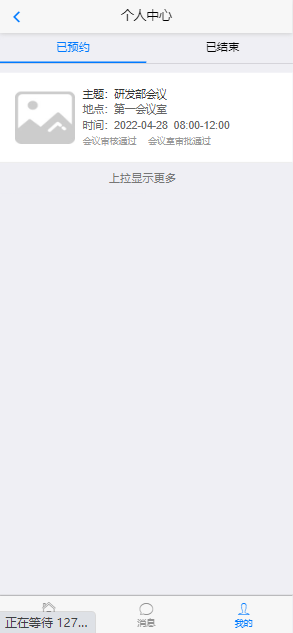 个人中心
已预约
已结束
主题：研发部会议
地点：第一会议室
时间：2022-04-28 08:00-12:00
会议审核通过 会议室审批通过
上拉显示更多
消息
我的
正在等待 127...